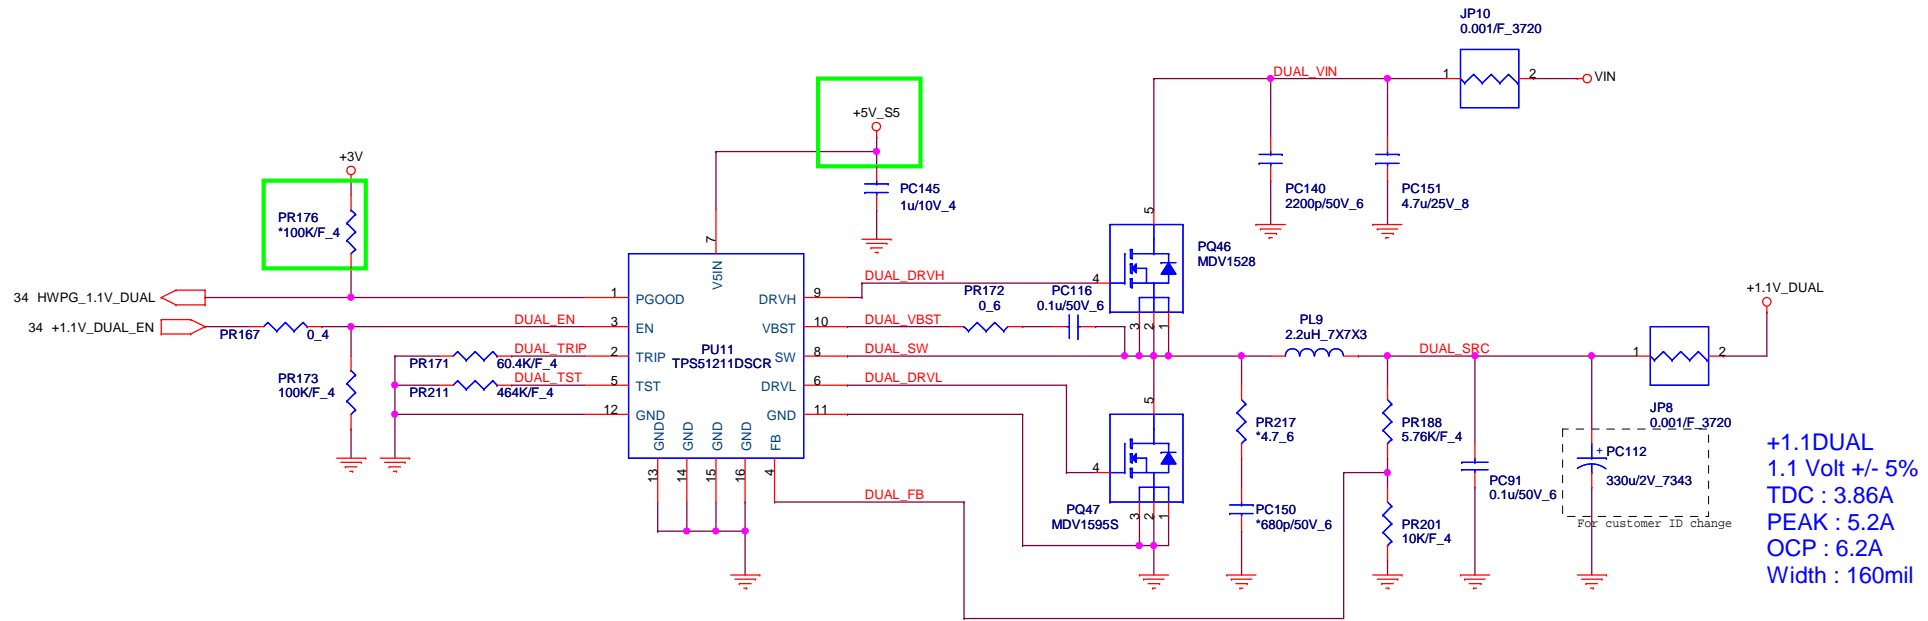 JP10
0.001/F_3720
1
2
VIN
DUAL_VIN
+5V_S5
PC145
1u/10V_4
PC140
2200p/50V_6
PC151
4.7u/25V_8
+3V
PR176
*100K/F_4
34 HWPG_1.1V_DUAL
34 +1.1V_DUAL_EN
PR167
0_4
PR173
100K/F_4
DUAL_EN
DUAL_TRIP
PR171
60.4K/F_4
DUAL_TST
PR211
464K/F_4
7
V5IN
1
PGOOD
3
EN
2
TRIP
5
TST
12
GND
PU11
TPS51211DSCR
DRVH
9
VBST
10
SW
8
DRVL
6
GND
11
GND
GND
GND
GND
FB
13
14
15
16
4
DUAL_DRVH
DUAL_VBST
DUAL_SW
DUAL_DRVL
DUAL_FB
PR172
0_6
PC116
0.1u/50V_6
5
4
3
2
1
PQ46
MDV1528
5
4
3
2
1
PQ47
MDV1595S
PL9
2.2uH_7X7X3
DUAL_SRC
PR217
*4.7_6
PC150
*680p/50V_6
PR188
5.76K/F_4
PR201
10K/F_4
PC91
0.1u/50V_6
+
PC112
330u/2V_7343
For customer ID change
1
2
JP8
0.001/F_3720
+1.1V_DUAL
+1.1DUAL
1.1 Volt +/- 5%
TDC : 3.86A
PEAK : 5.2A
OCP : 6.2A
Width : 160mil